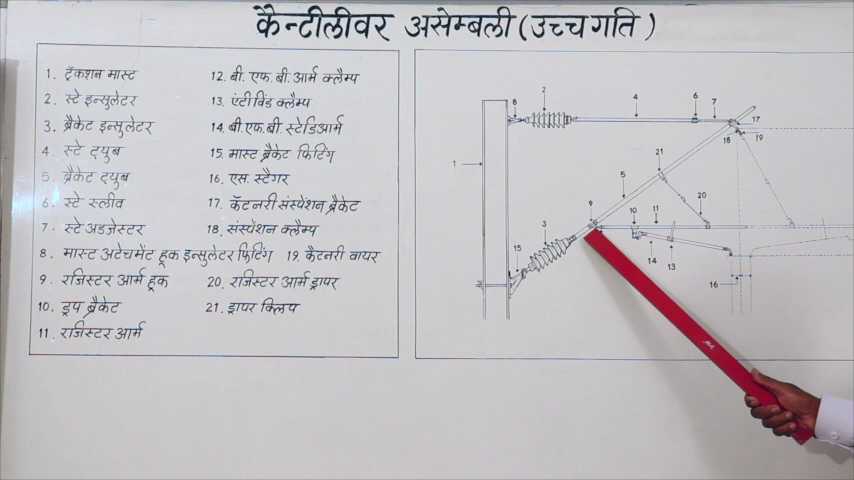 कैन्टीलीवर असेम्बली (उच्च गति)
1. ट्रैकशन मास्ट
2. स्टे इन्सुलेटर
3. ब्रैकेट इन्सुलेटर
4. स्टे ट्युब
5. ब्रैकेट ट्युब
6. स्टे स्लीव
7. स्टे अडजेस्टर
8. मास्ट अटेचमेंट हूक इन्सुलेटर फिटिंग
9. रजिस्टर आर्म हूक
10. ड्रप ब्रैकेट
11. रजिस्टर आर्म
12. बी. एफ. बी. आर्म क्लैम्प
13. एंटीविंड क्लैम्प
14. बी. एफ. बी. स्टेडिआर्म
15. मास्ट ब्रैकेट फिटिंग
16. एस. स्टैगर
17. कॅटनरी संस्पेंशन ब्रैकेट
18. संस्पेंशन क्लैम्प
19. कैटनरी वायर
20. रजिस्टर आर्म ड्रापर
21. ड्रापर क्लिप
8
2
4
6
7
17
18
19
1
21
5
20
9
10
11
3
14
13
15
16